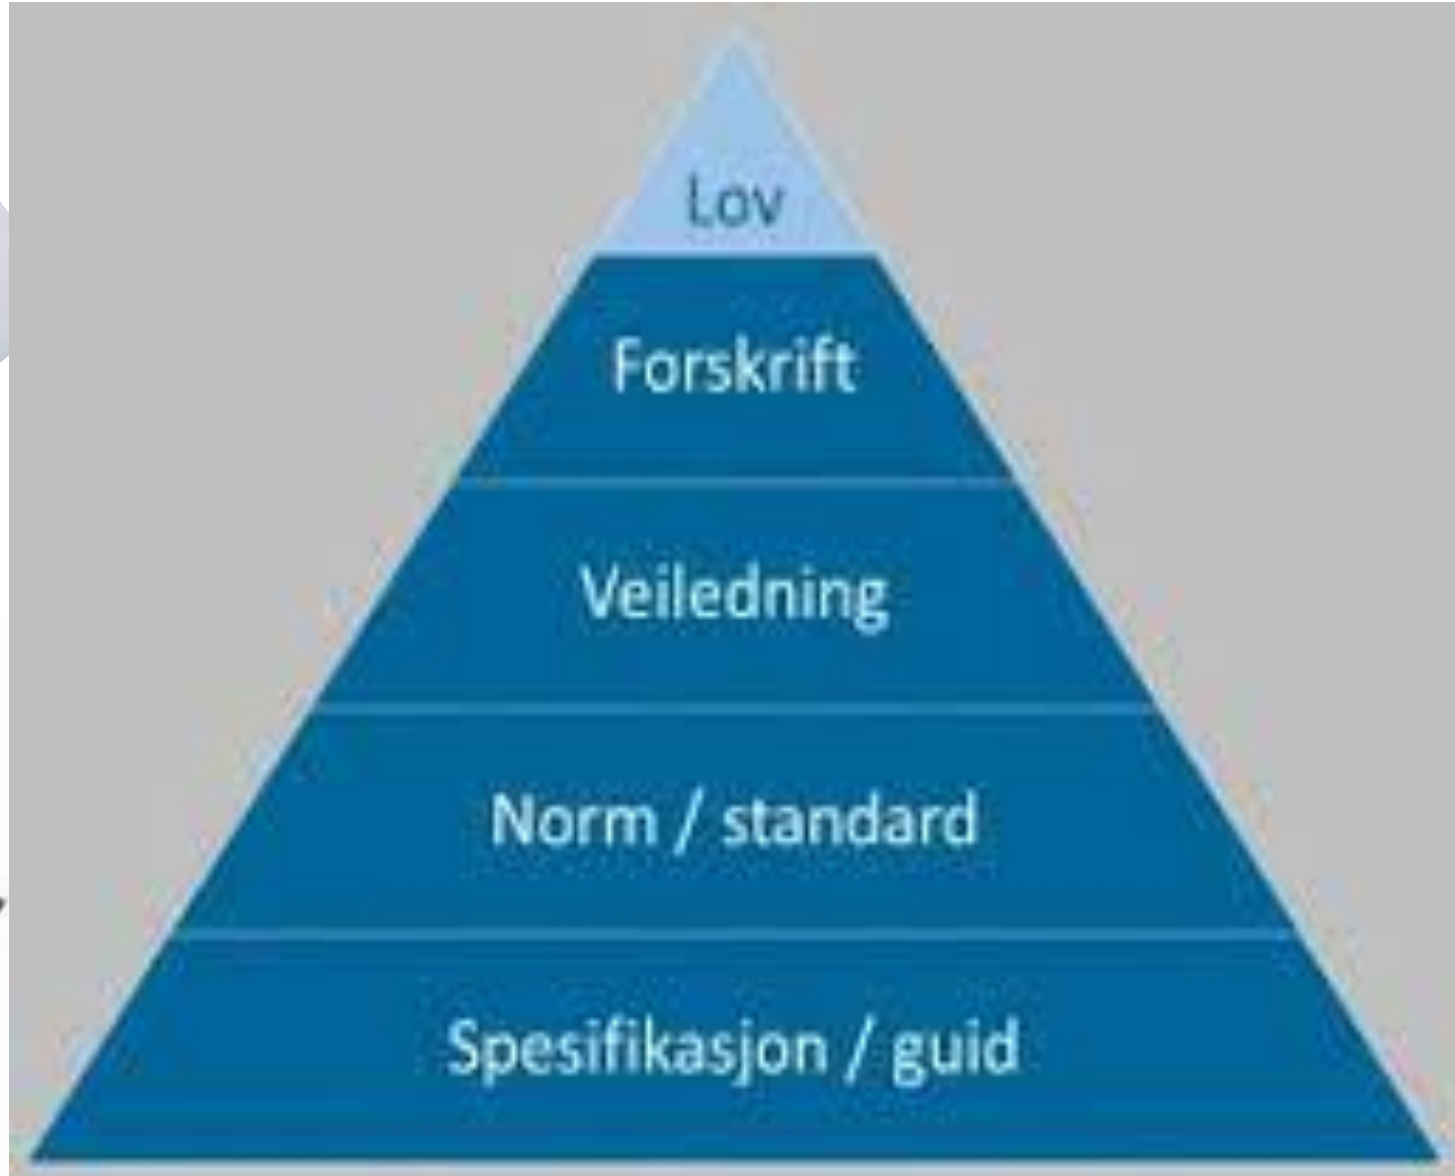 Lov
Forskrift
Veiledning
Norm / standard
Spesifikasjon / guid